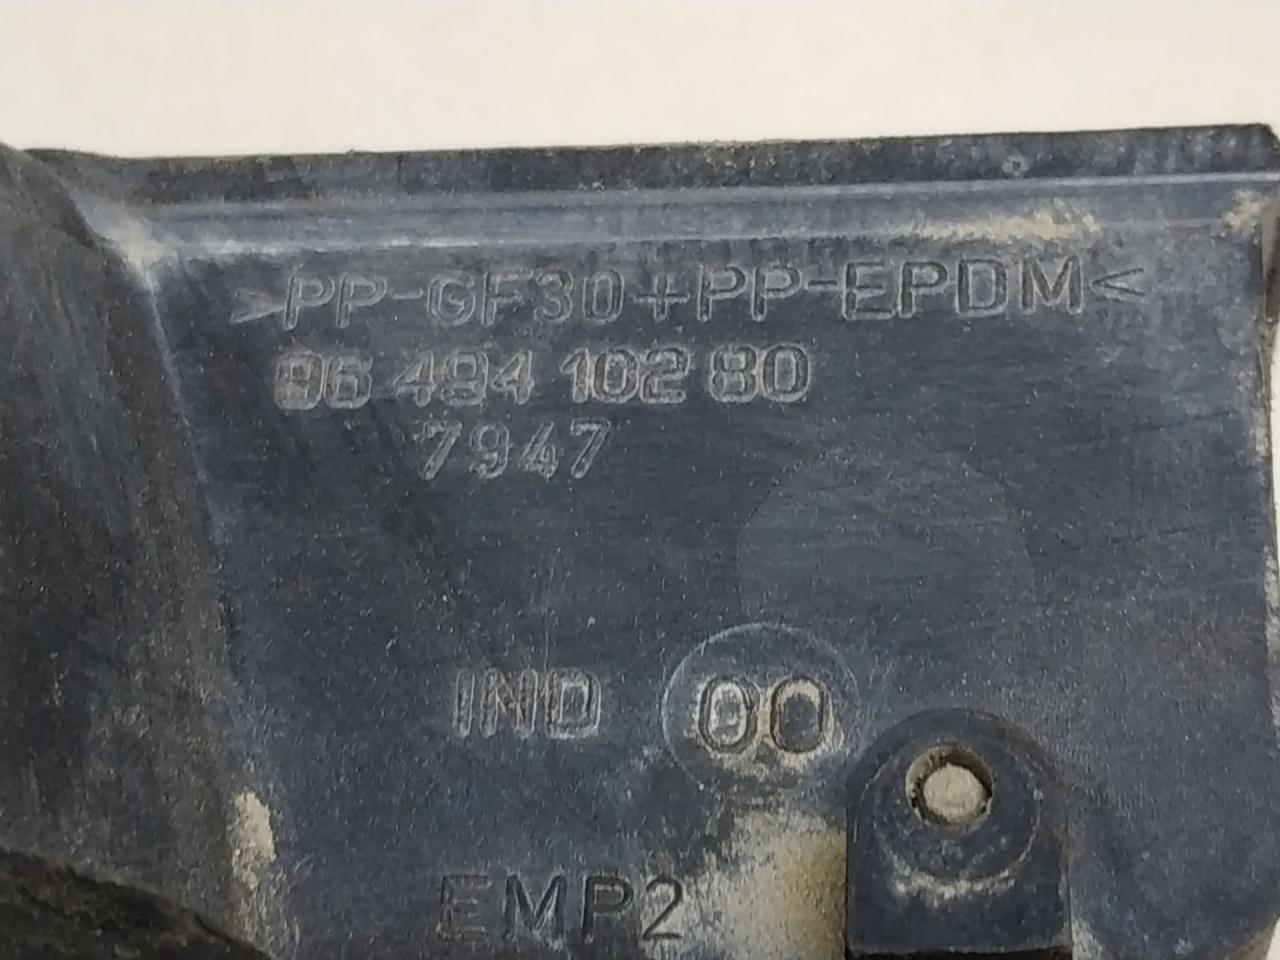 >PP-GF30+PP-EPDM<
96 494 102 80
7947
IND 00
EMP2